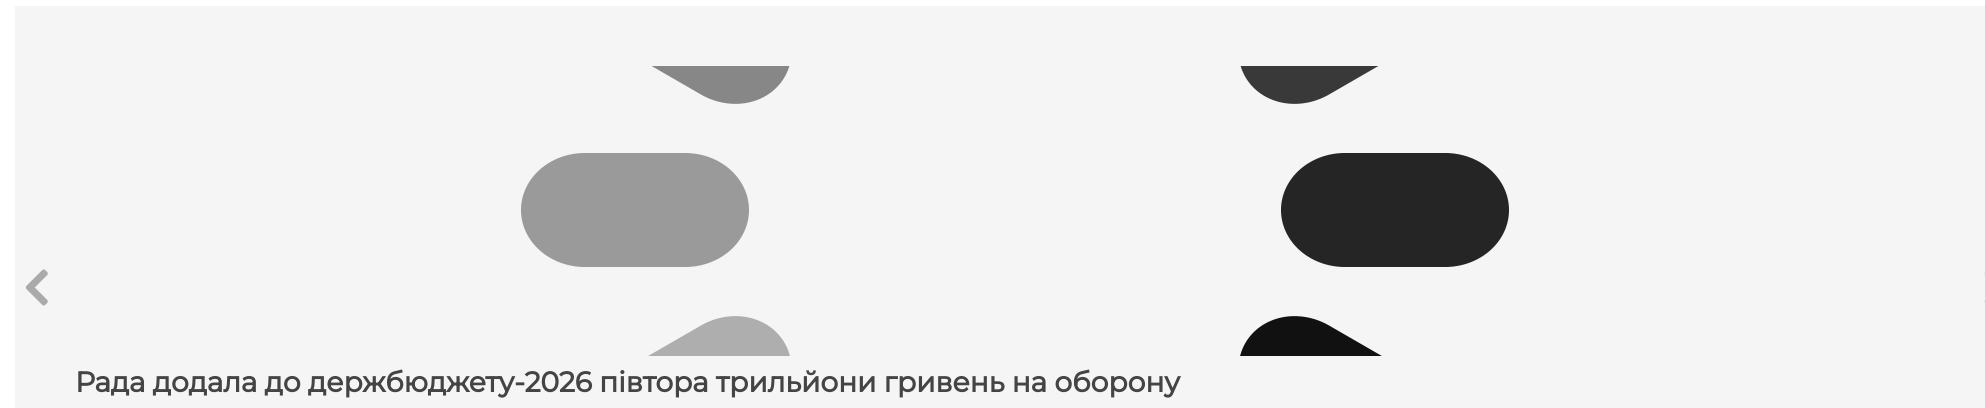 Рада додала до держбюджету-2026 півтора трильйони гривень на оборону